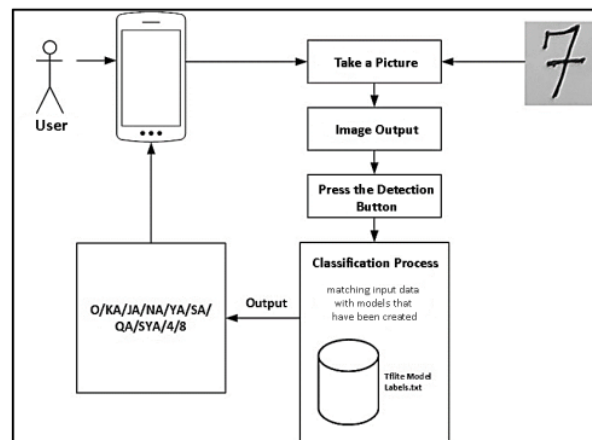 User
Take a Picture
Image Output
Press the Detection
Button
Classification Process
matching input data
with models that
have been created
Tflite Model
Labels.txt
Output
O/KA/JA/NA/YA/SA/
QA/SYA/4/8